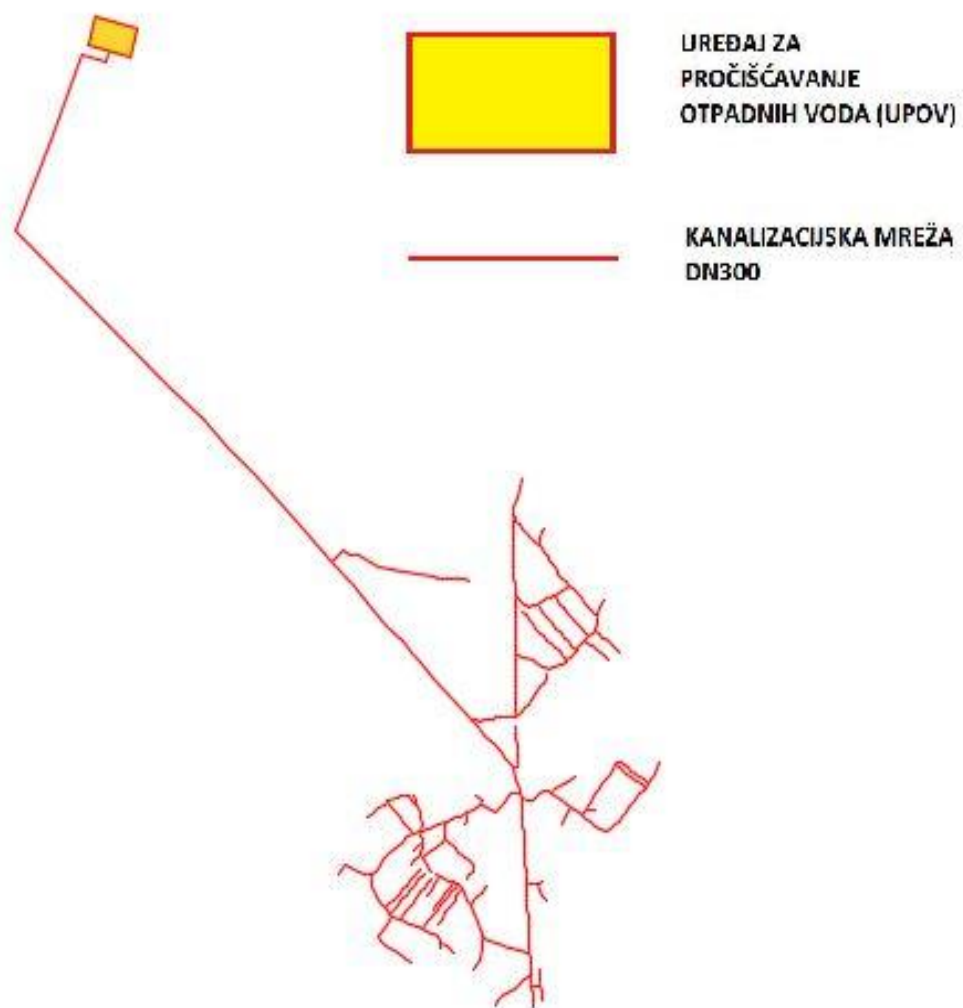 UREĐAJ ZA
PROČIŠĆAVANJE
OTPADNIH VODA (UPOV)
KANALIZACIJSKA MREŽA
DN300